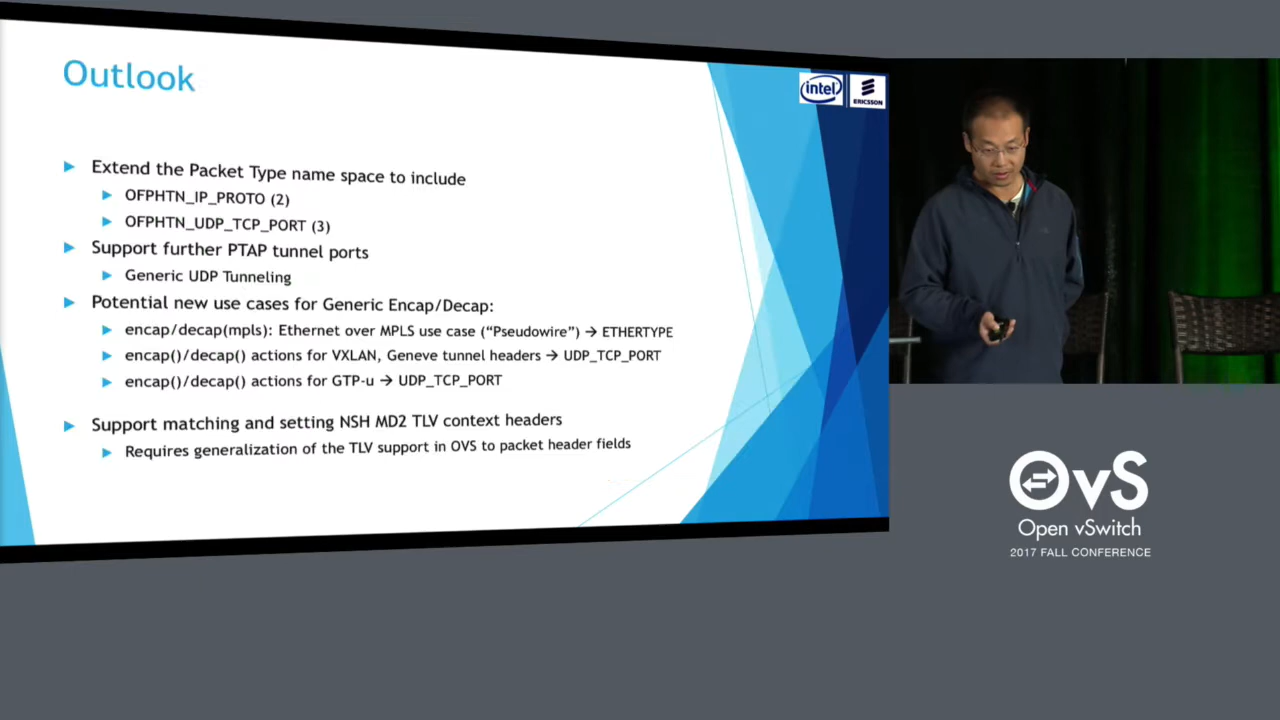 Outlook
intel
ERICSSON
Extend the Packet Type name space to include
OFPHTN_IP_PROTO (2)
OFPHTN_UDP_TCP_PORT (3)
Support further PTAP tunnel ports
Generic UDP Tunneling
Potential new use cases for Generic Encap/Decap:
encap/decap(mpls): Ethernet over MPLS use case (“Pseudowire”) → ETHERTYPE
encap()/decap() actions for VXLAN, Geneve tunnel headers → UDP_TCP_PORT
encap()/decap() actions for GTP-u → UDP_TCP_PORT
Support matching and setting NSH MD2 TLV context headers
Requires generalization of the TLV support in OVS to packet header fields
OvS
Open vSwitch
2017 FALL CONFERENCE